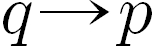 q → p